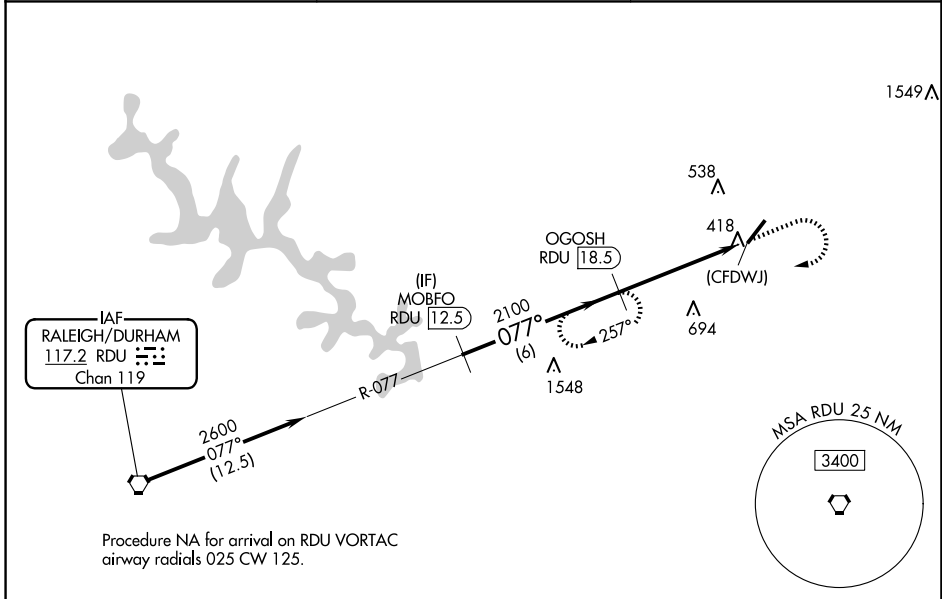 1549
538
418
(CFDWJ)
OGOSH
RDU 18.5
694
(IF)
MOBFO
RDU 12.5
2100
077°
(6)
257°
1548
IAF
RALEIGH/DURHAM
117.2 RDU
Chan 119
R-077
2600
077°
(12.5)
MSA RDU 25 NM
3400
Procedure NA for arrival on RDU VORTAC
airway radials 025 CW 125.